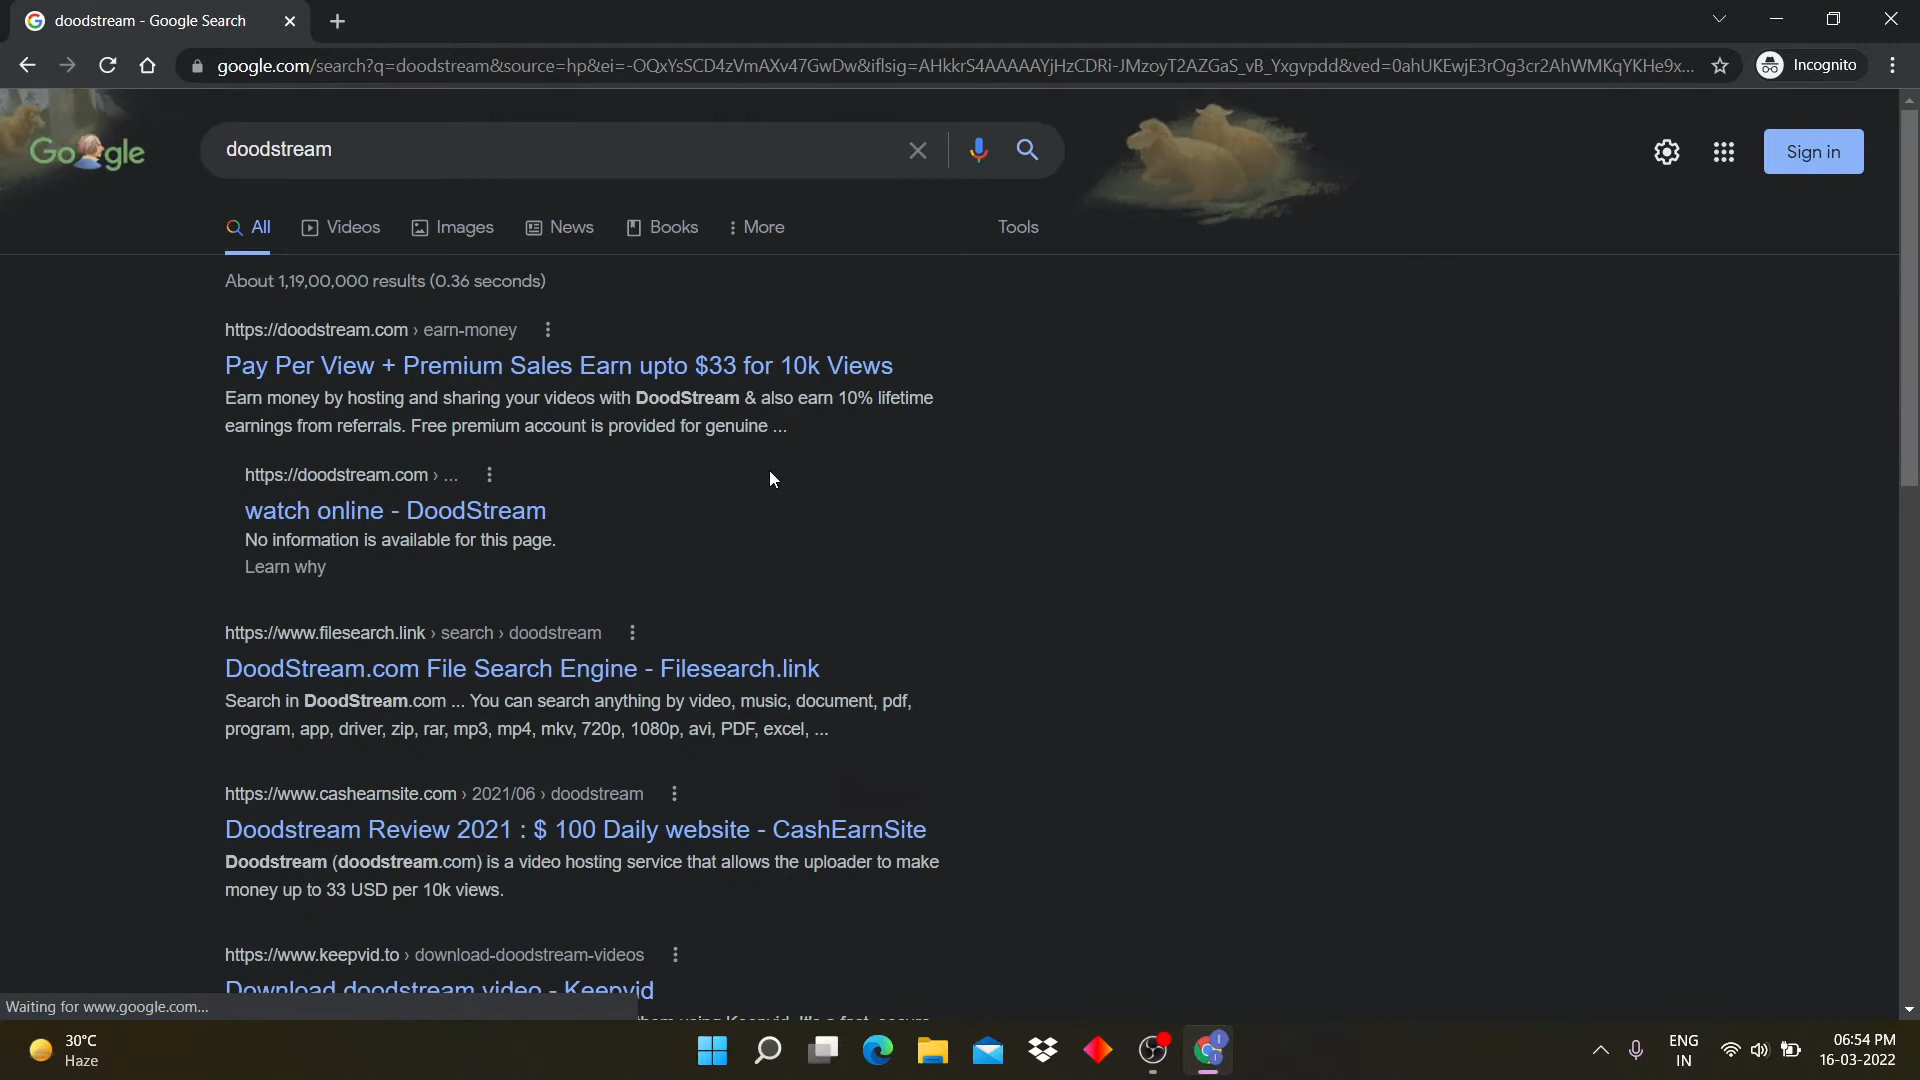 doodstream - Google Search
google.com/search?q=doodstream&source=hp&ei=-OQxYsSCD4zVmAXv47GwDw&iflsig=AHkkrS4AAAAAYjHzCDRi-JMzoyT2AZGaS_vB_Yxgvpdd&ved=0ahUKEwjE3rOg3cr2AhWMKqYKHe9x...
Incognito
Google
doodstream
Sign in
All
Videos
Images
News
Books
More
Tools
About 1,19,00,000 results (0.36 seconds)
https://doodstream.com › earn-money
Pay Per View + Premium Sales Earn upto $33 for 10k Views
Earn money by hosting and sharing your videos with DoodStream & also earn 10% lifetime
earnings from referrals. Free premium account is provided for genuine ...
https://doodstream.com › ...
watch online - DoodStream
No information is available for this page.
Learn why
https://www.filesearch.link › search › doodstream
DoodStream.com File Search Engine - Filesearch.link
Search in DoodStream.com ... You can search anything by video, music, document, pdf,
program, app, driver, zip, rar, mp3, mp4, mkv, 720p, 1080p, avi, PDF, excel, ...
https://www.cashearnsite.com › 2021/06 › doodstream
Doodstream Review 2021 : $ 100 Daily website - CashEarnSite
Doodstream (doodstream.com) is a video hosting service that allows the uploader to make
money up to 33 USD per 10k views.
https://www.keepvid.to › download-doodstream-videos
Download doodstream video - Keepvid
Waiting for www.google.com...
30°C
Haze
ENG
IN
06:54 PM
16-03-2022